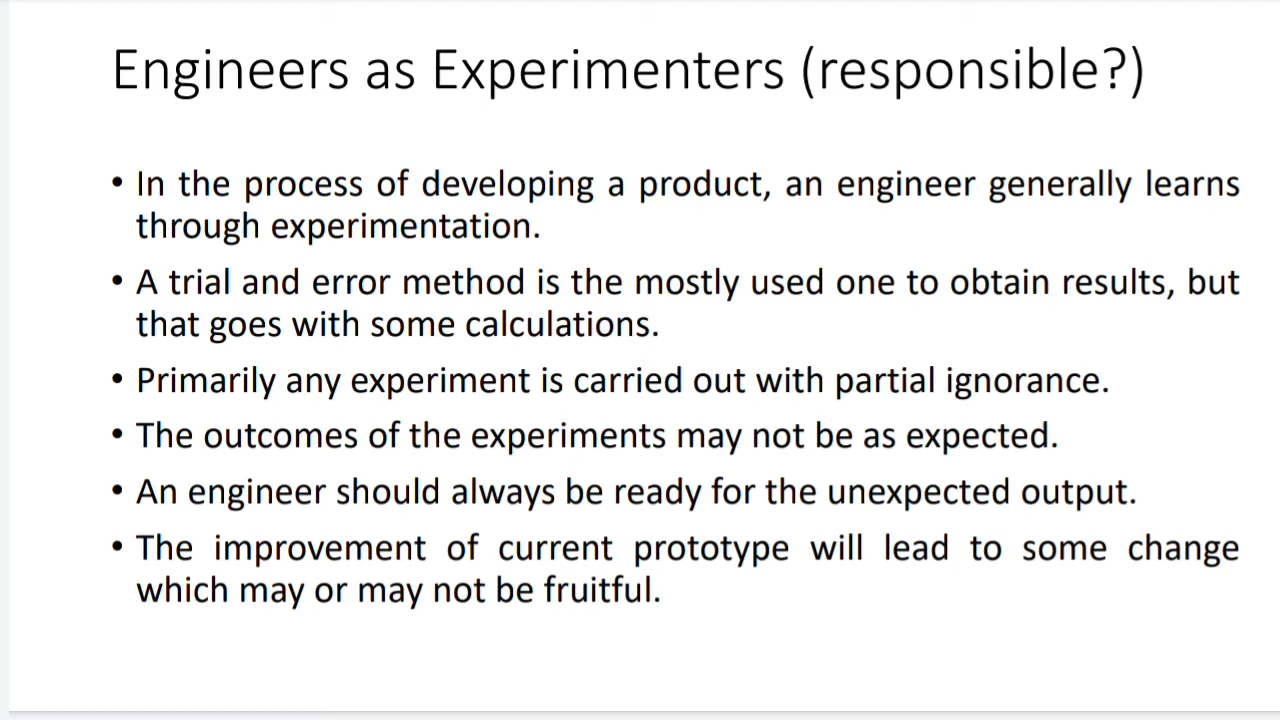 Engineers as Experimenters (responsible?)
• In the process of developing a product, an engineer generally learns
through experimentation.
• A trial and error method is the mostly used one to obtain results, but
that goes with some calculations.
• Primarily any experiment is carried out with partial ignorance.
• The outcomes of the experiments may not be as expected.
• An engineer should always be ready for the unexpected output.
• The improvement of current prototype will lead to some change
which may or may not be fruitful.